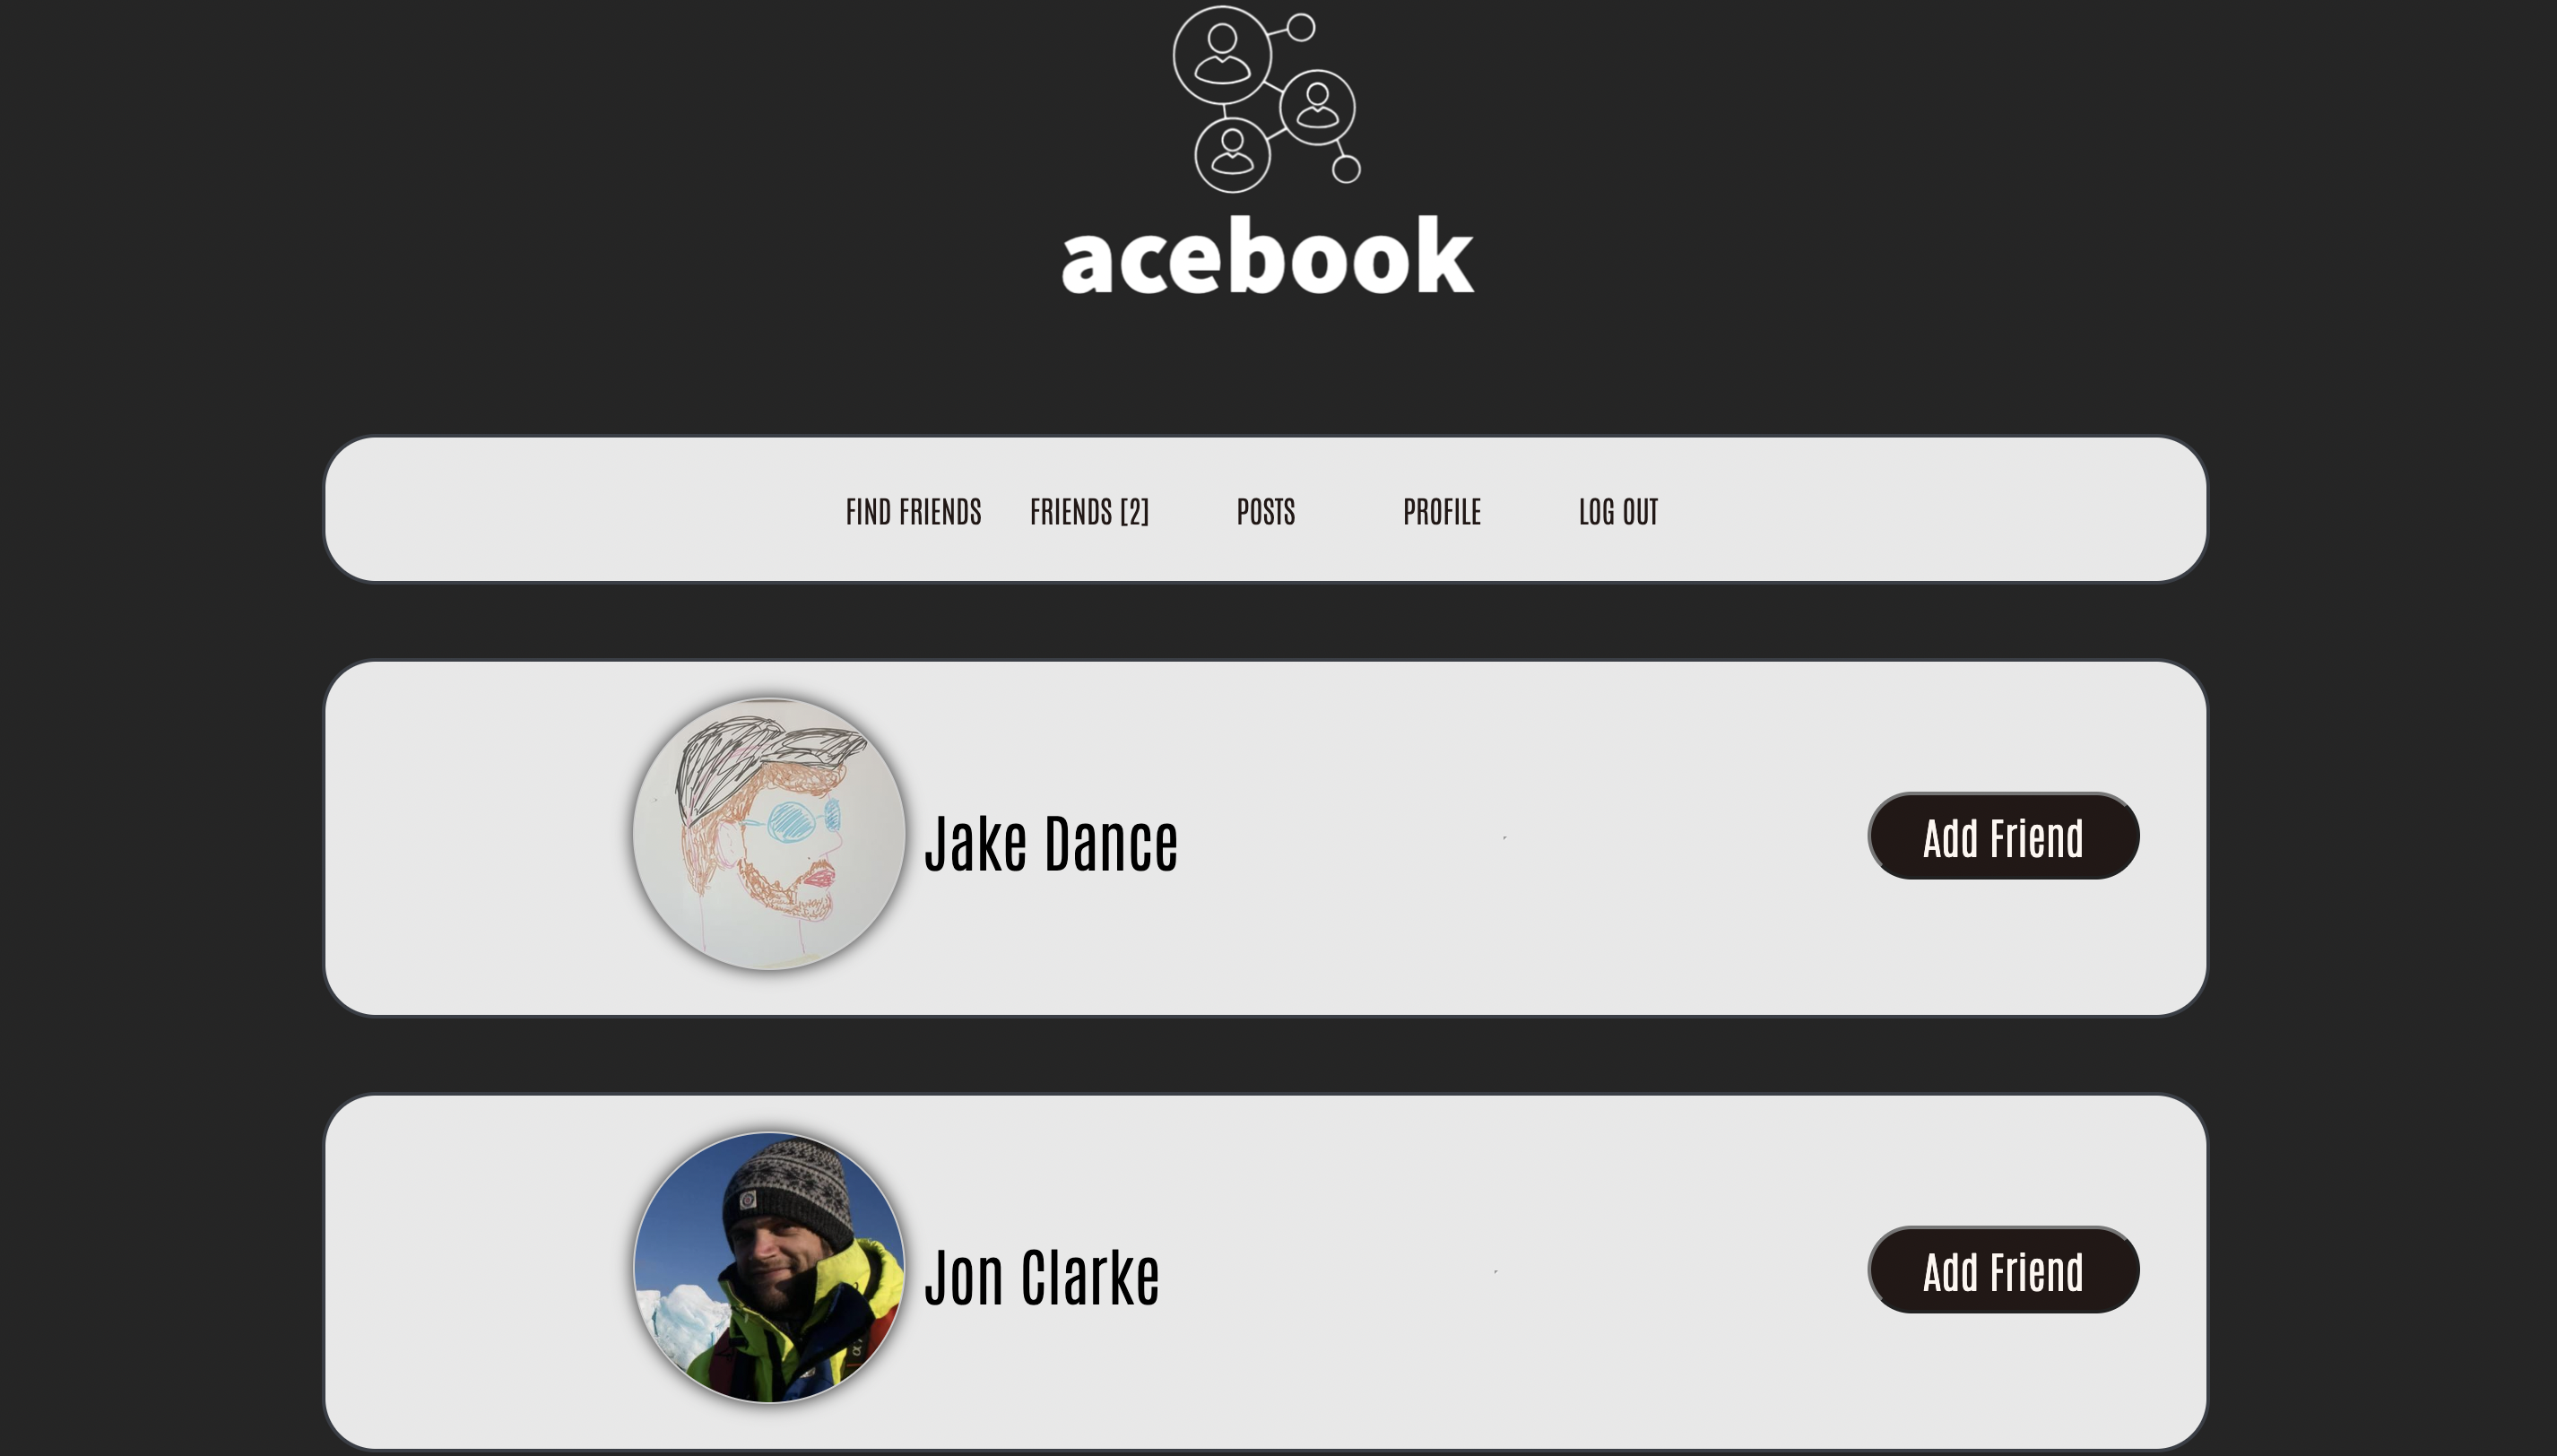 acebook
FIND FRIENDS FRIENDS [2] POSTS PROFILE LOG OUT
Jake Dance
Add Friend
Jon Clarke
Add Friend